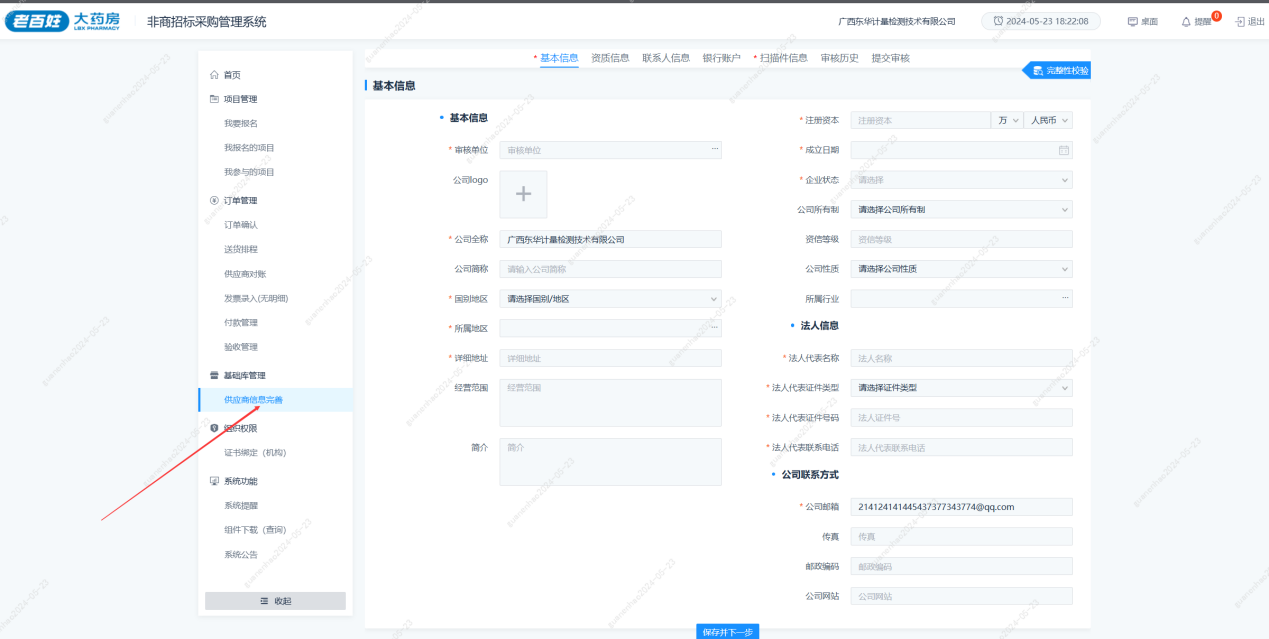 老百姓 大药房 LBX PHARMACY 非商招标采购管理系统 广西东华计量检测技术有限公司 2024-05-23 18:22:08 桌面 提醒 0 退出
* 基本信息 资质信息 联系人信息 银行账户 * 扫描件信息 审核历史 提交审核
完整性校验
首页
项目管理
我要报名
我报名的项目
我参与的项目
订单管理
订单确认
送货排程
供应商对账
发票录入(无明细)
付款管理
验收管理
基础库管理
供应商信息完善
组织权限
证书绑定（机构）
系统功能
系统提醒
组件下载（查询）
系统公告
收起
基本信息
基本信息
* 审核单位 审核单位 ...
公司logo +
* 公司全称 广西东华计量检测技术有限公司
公司简称 请输入公司简称
* 国别地区 请选择国别/地区
* 所属地区 ...
* 详细地址 详细地址
经营范围 经营范围
简介 简介
* 注册资本 注册资本 万 人民币
* 成立日期
* 企业状态 请选择
公司所有制 请选择公司所有制
资信等级 资信等级
公司性质 请选择公司性质
所属行业 ...
法人信息
* 法人代表名称 法人名称
* 法人代表证件类型 请选择证件类型
* 法人代表证件号码 法人证件号
* 法人代表联系电话 法人代表联系电话
公司联系方式
* 公司邮箱 214124141445437377343774@qq.com
传真 传真
邮政编码 邮政编码
公司网站 公司网站
保存并下一步